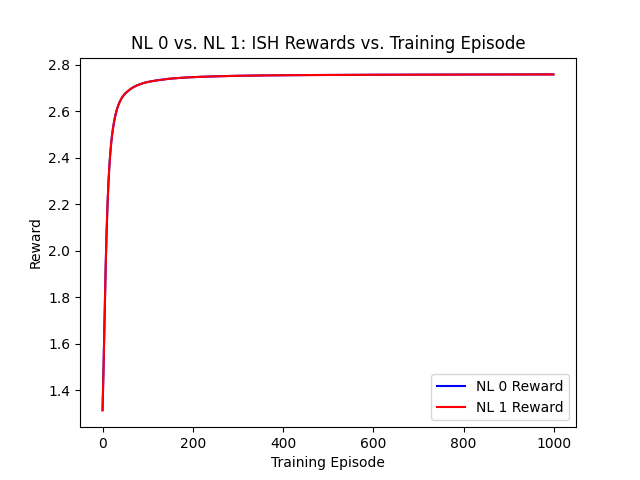 NL 0 vs. NL 1: ISH Rewards vs. Training Episode
2.8
2.6
2.4
2.2
2.0
1.8
1.6
1.4
Reward
0 200 400 600 800 1000
Training Episode
NL 0 Reward
NL 1 Reward